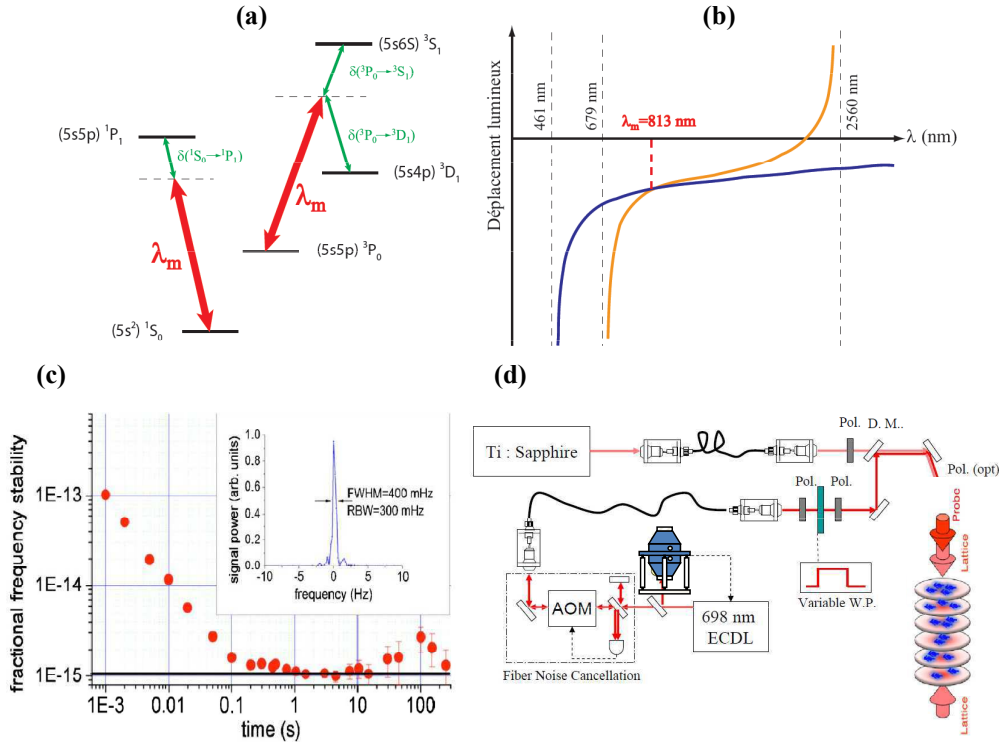 (a)
(5s6S) ³S₁
δ(³P₀→³S₁)
(5s5p) ¹P₁
δ(¹S₀→¹P₁)
δ(³P₀→³D₁)
(5s4p) ³D₁
λm
λm
(5s5p) ³P₀
(5s²) ¹S₀
(b)
Déplacement lumineux
461 nm
679 nm
λm=813 nm
2560 nm
λ (nm)
(c)
fractional frequency stability
1E-13
1E-14
1E-15
1E-3
0.01
0.1
1
10
100
time (s)
signal power (arb. units)
1.0
0.8
0.6
0.4
0.2
0.0
FWHM=400 mHz
RBW=300 mHz
-10
-5
0
5
10
frequency (Hz)
(d)
Ti : Sapphire
Pol.
D. M..
Pol. (opt)
Pol.
Pol.
Probe
Lattice
Variable W.P.
AOM
698 nm
ECDL
Fiber Noise Cancellation
Lattice